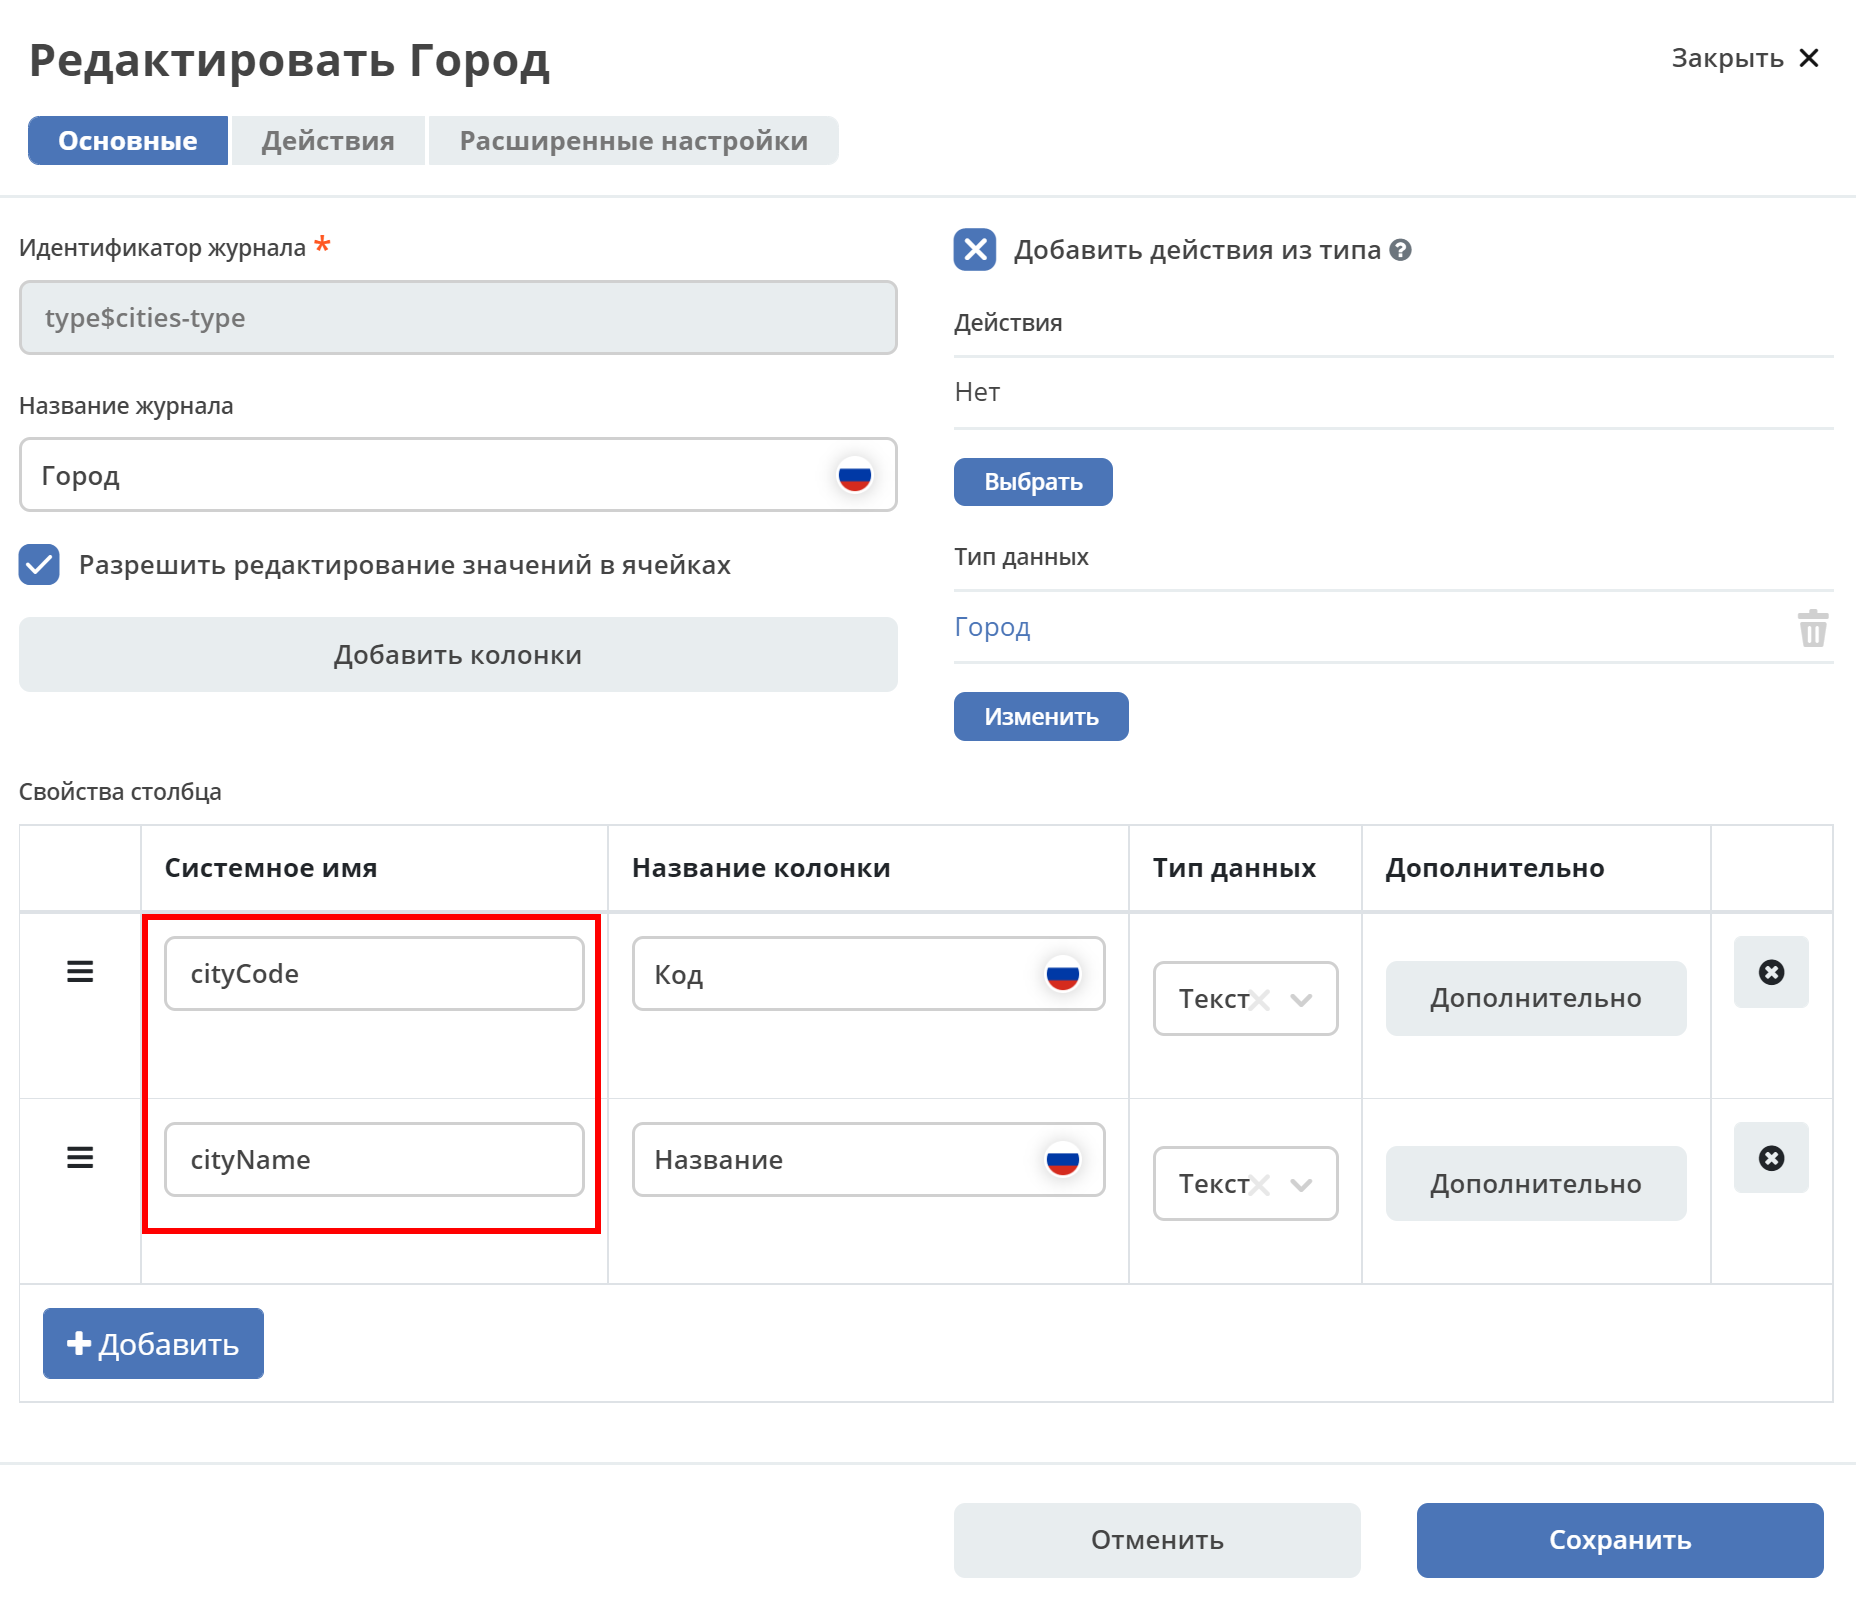 Редактировать Город
Закрыть
Основные
Действия
Расширенные настройки
Идентификатор журнала *
type$cities-type
Название журнала
Город
Разрешить редактирование значений в ячейках
Добавить колонки
Добавить действия из типа
Действия
Нет
Выбрать
Тип данных
Город
Изменить
Свойства столбца
Системное имя Название колонки Тип данных Дополнительно
cityCode Код Текст Дополнительно
cityName Название Текст Дополнительно
Добавить
Отменить Сохранить